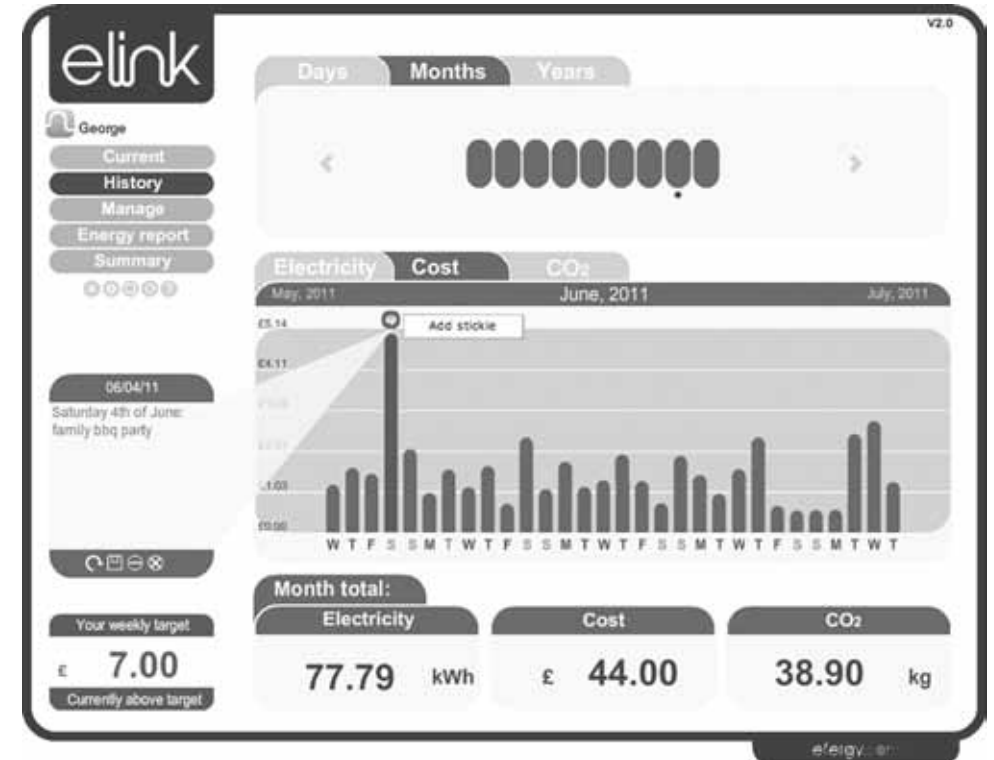 V2.0
elink
Days Months Years
George
Current
History
Manage
Energy report
Summary
Electricity Cost CO2
May, 2011 June, 2011 July, 2011
£5.14
Add stickie
£4.11
06/04/11
Saturday 4th of June:
family bbq party
£0.00
W T F S S M T W T F S S M T W T F S S M T W T F S S M T W T
Month total:
Electricity Cost CO2
77.79 kWh £ 44.00 38.90 kg
Your weekly target
£ 7.00
Currently above target
efergy